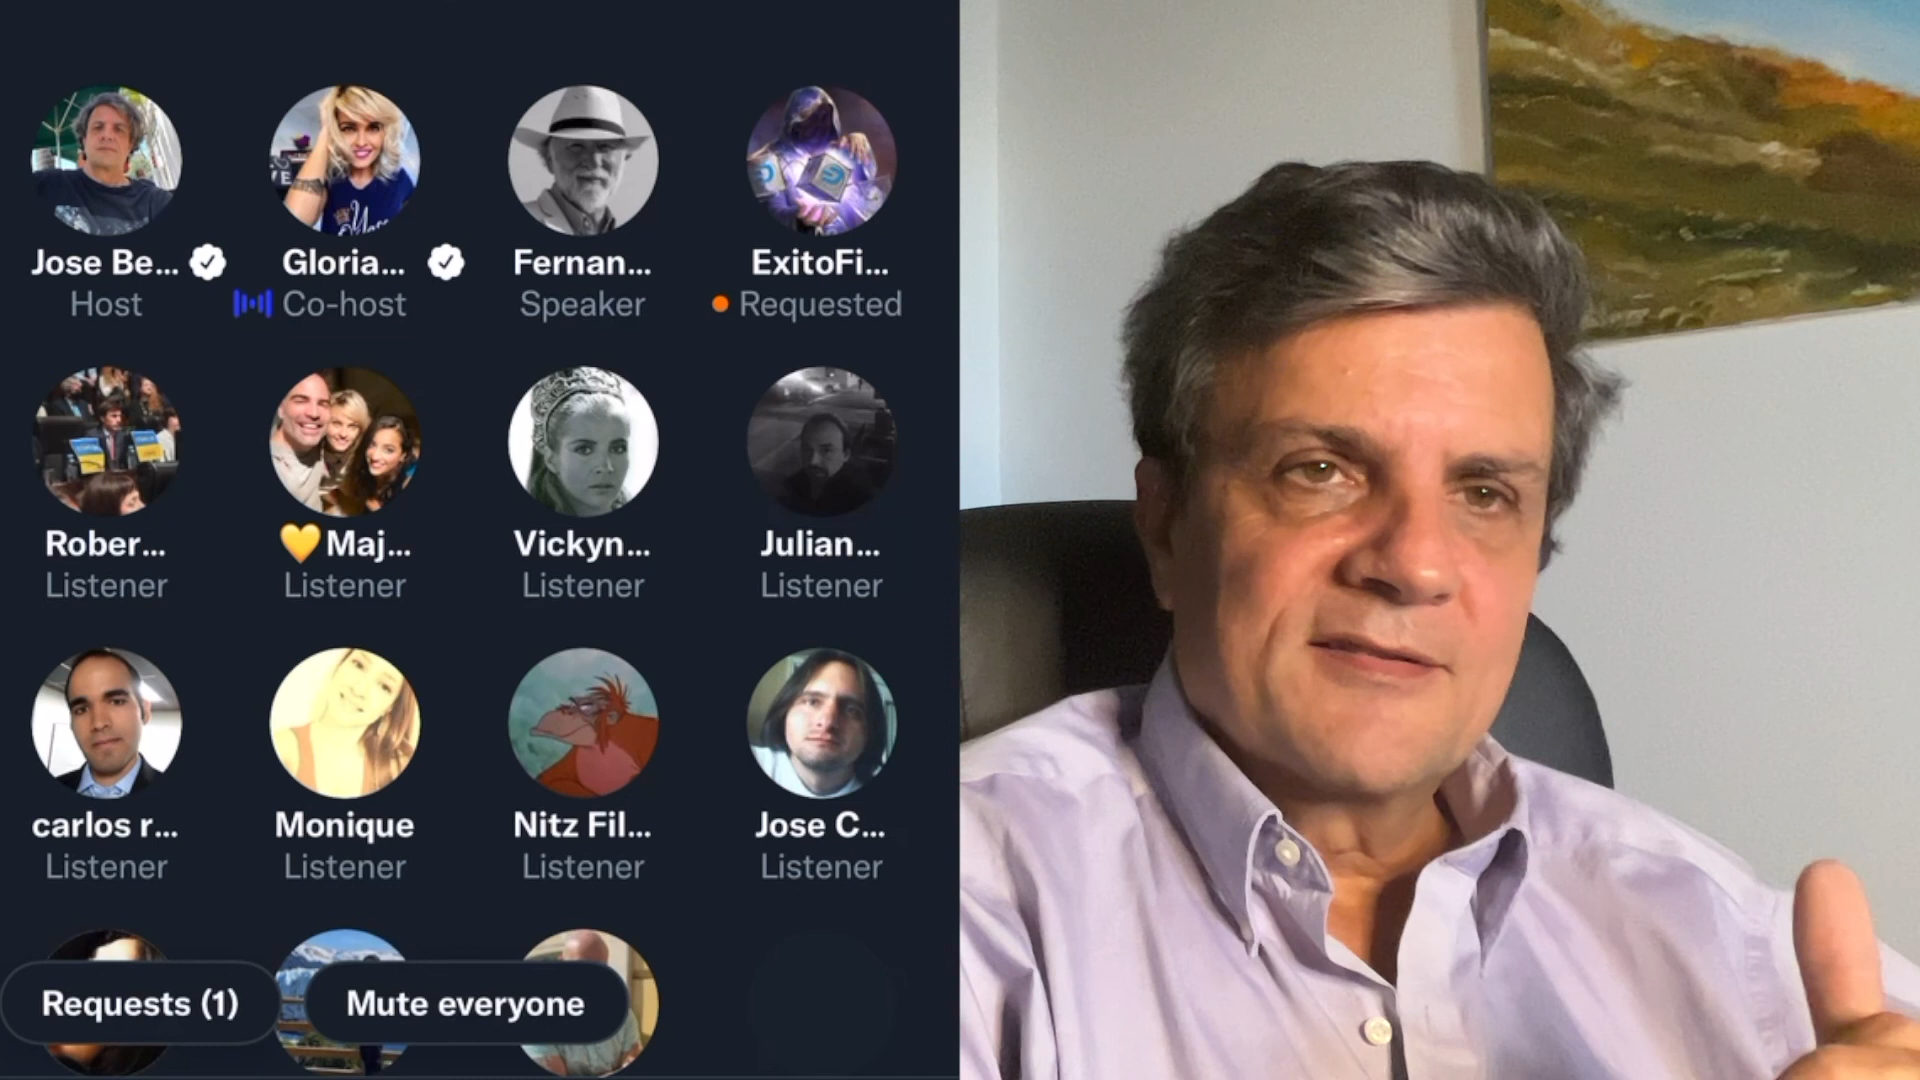 Jose Be... Gloria... Fernan... ExitoFi...
Host Co-host Speaker Requested
Rober... 💛Maj... Vickyn... Julian...
Listener Listener Listener Listener
carlos r... Monique Nitz Fil... Jose C...
Listener Listener Listener Listener
Requests (1) Mute everyone